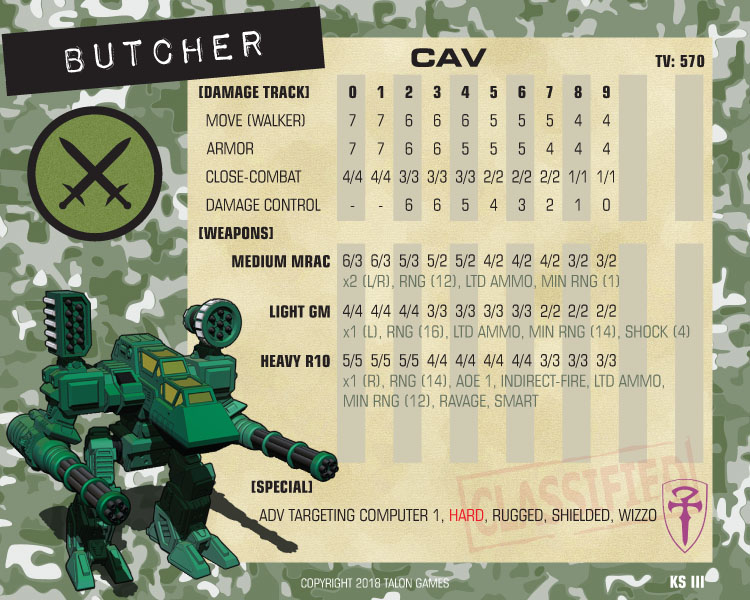 BUTCHER
CAV
TV: 570
[DAMAGE TRACK] 0 1 2 3 4 5 6 7 8 9
MOVE (WALKER) 7 7 6 6 6 5 5 5 4 4
ARMOR 7 7 6 6 5 5 5 4 4 4
CLOSE-COMBAT 4/4 4/4 3/3 3/3 3/3 2/2 2/2 2/2 1/1 1/1
DAMAGE CONTROL - - 6 6 5 4 3 2 1 0
[WEAPONS]
MEDIUM MRAC 6/3 6/3 5/3 5/2 5/2 4/2 4/2 4/2 3/2 3/2
x2 (L/R), RNG (12), LTD AMMO, MIN RNG (1)
LIGHT GM 4/4 4/4 4/4 3/3 3/3 3/3 3/3 2/2 2/2 2/2
x1 (L), RNG (16), LTD AMMO, MIN RNG (14), SHOCK (4)
HEAVY R10 5/5 5/5 5/5 4/4 4/4 4/4 4/4 3/3 3/3 3/3
x1 (R), RNG (14), AOE 1, INDIRECT-FIRE, LTD AMMO,
MIN RNG (12), RAVAGE, SMART
CLASSIFIED
[SPECIAL]
ADV TARGETING COMPUTER 1, HARD, RUGGED, SHIELDED, WIZZO
COPYRIGHT 2018 TALON GAMES
KS III